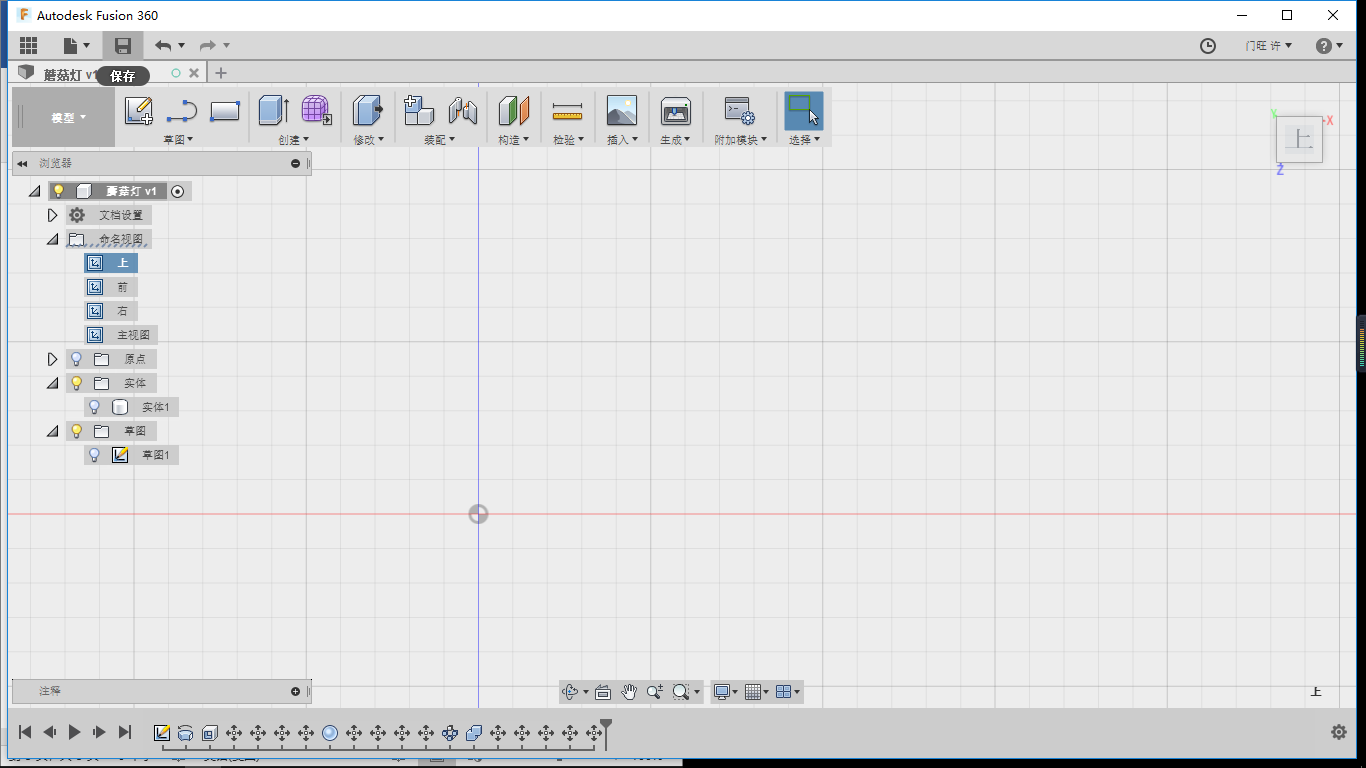 Autodesk Fusion 360
门旺 许
蘑菇灯 v1
保存
模型
草图
创建
修改
装配
构造
检验
插入
生成
附加模块
选择
Y
X
上
Z
浏览器
蘑菇灯 v1
文档设置
命名视图
上
前
右
主视图
原点
实体
实体1
草图
草图1
注释
上